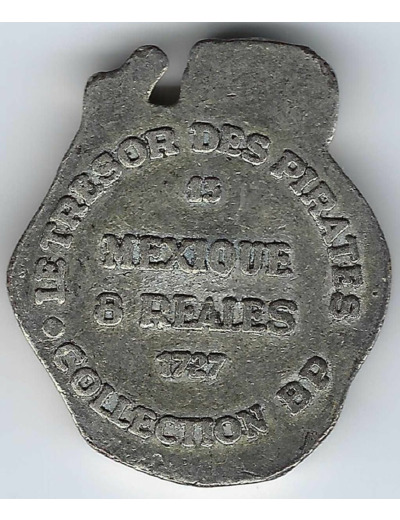 LE TRESOR DES PIRATES
15
MEXIQUE
8 REALES
1727
COLLECTION BP